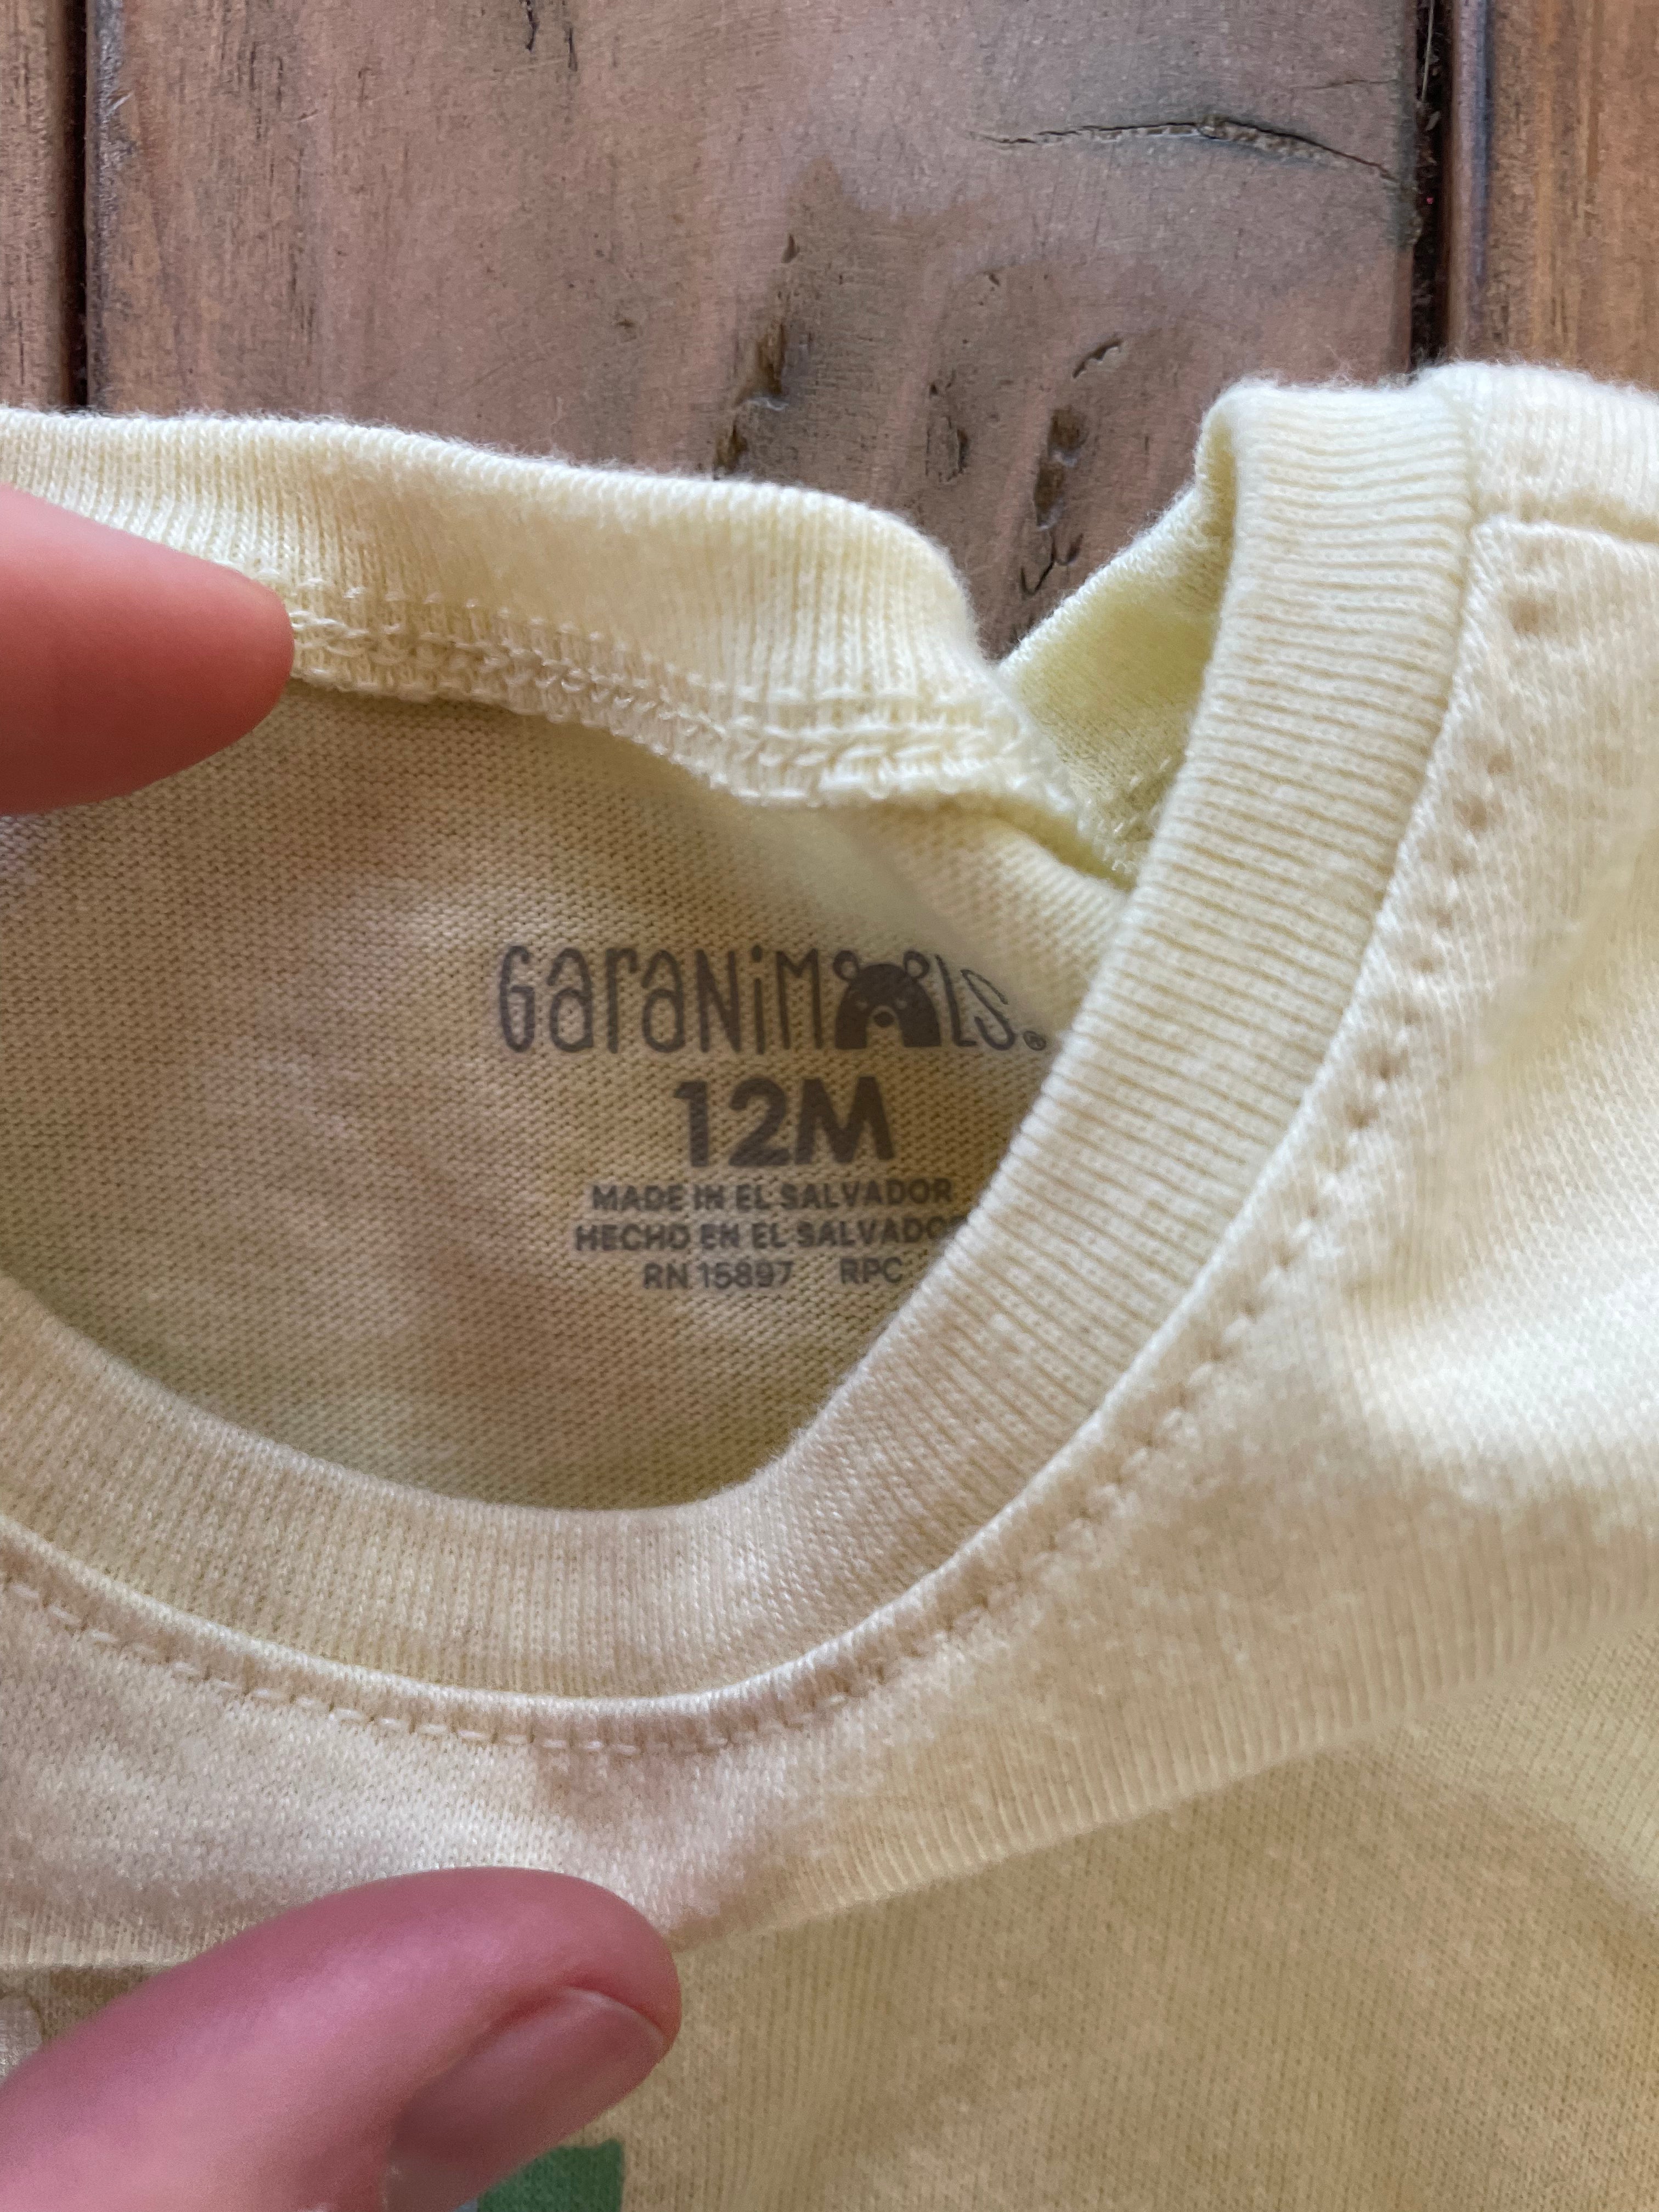 GaraNiMALS®
12M
MADE IN EL SALVADOR
HECHO EN EL SALVADOR
RN 15897 RPC